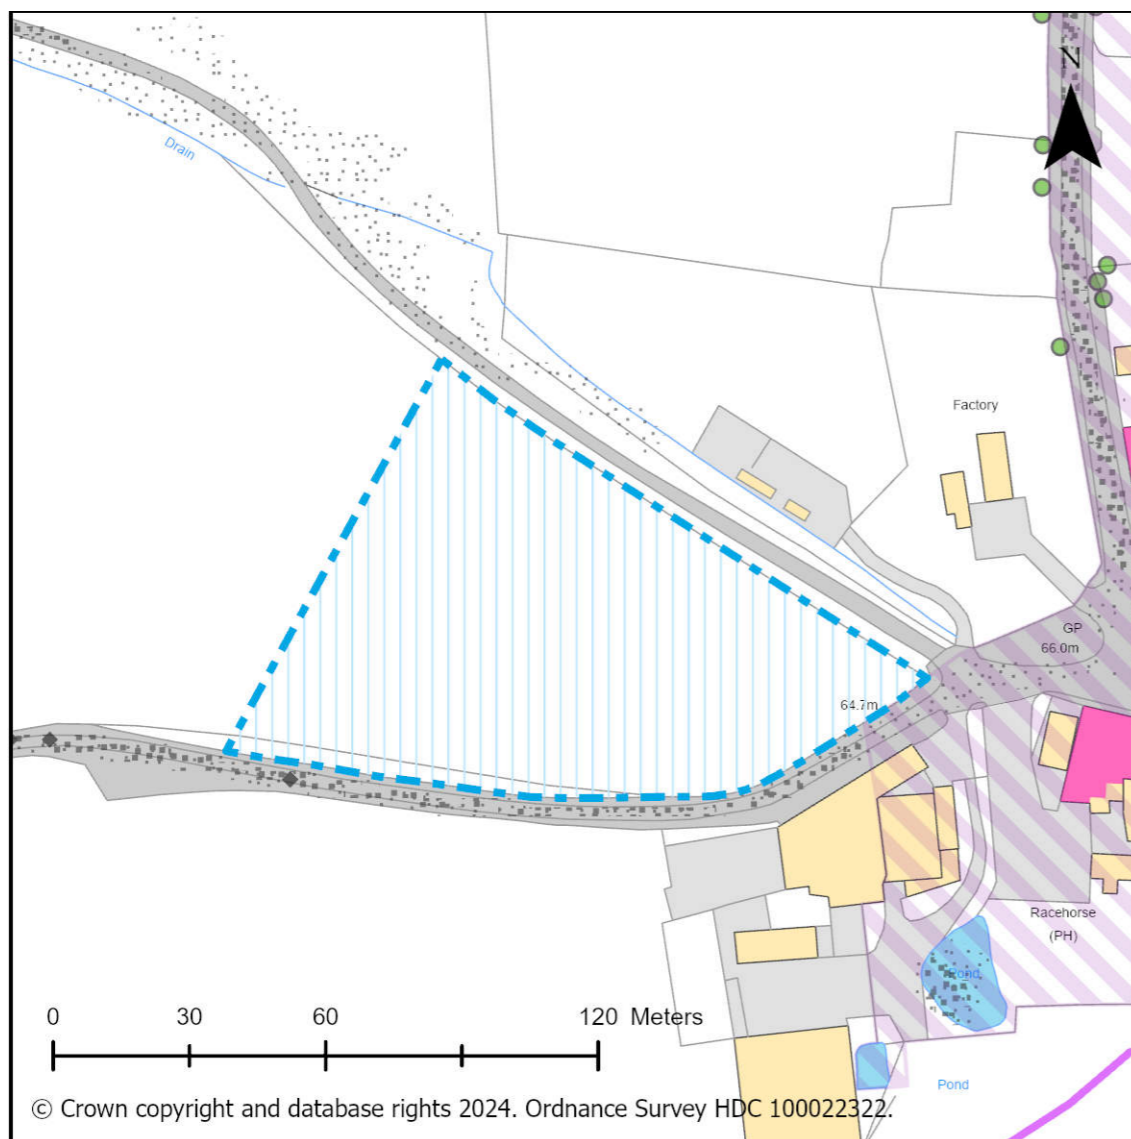 N
Drain
Factory
GP
66.0m
64.7m
Racehorse
(PH)
Pond
Pond
0 30 60 120 Meters
© Crown copyright and database rights 2024. Ordnance Survey HDC 100022322.